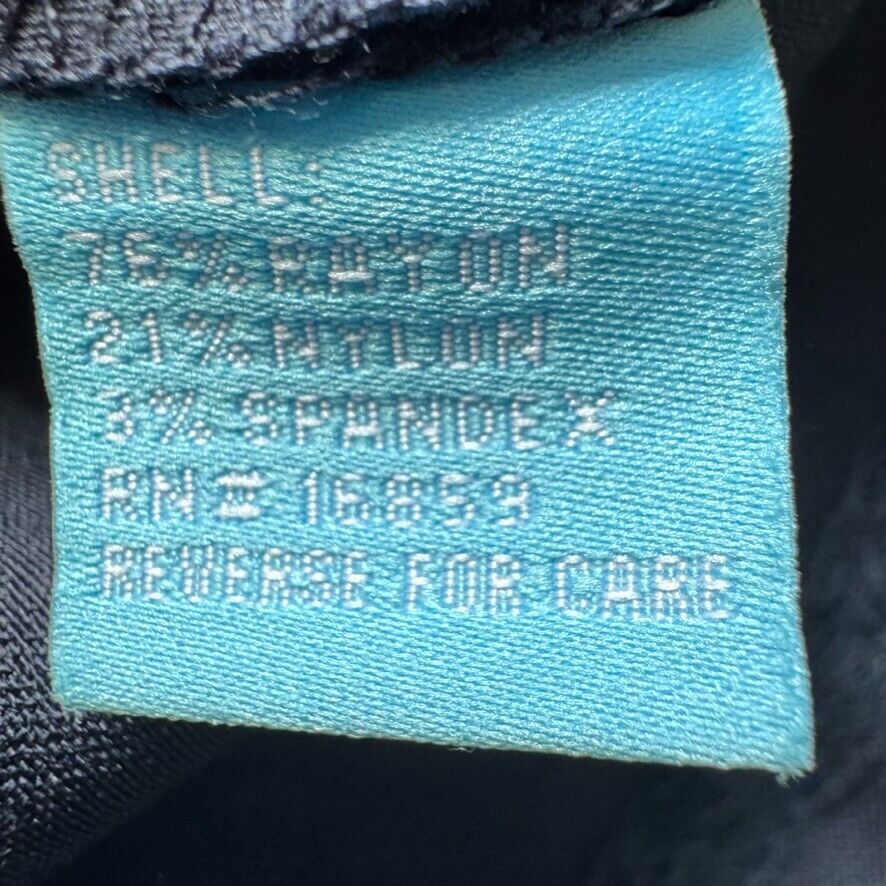 SHELL:
76% RAYON
21% NYLON
3% SPANDEX
RN# 16859
REVERSE FOR CARE